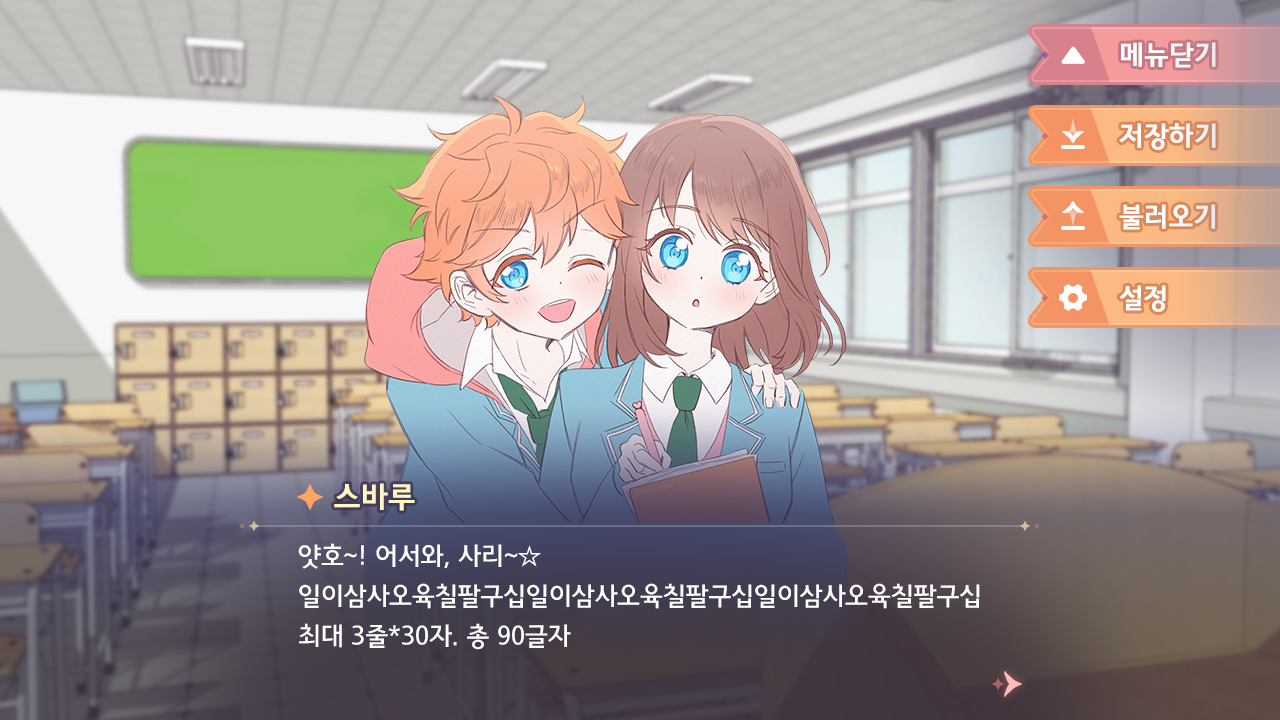 메뉴닫기
저장하기
불러오기
설정
스바루
얏호~! 어서와, 사리~☆
일이삼사오육칠팔구십일이삼사오육칠팔구십일이삼사오육칠팔구십
최대 3줄*30자. 총 90글자